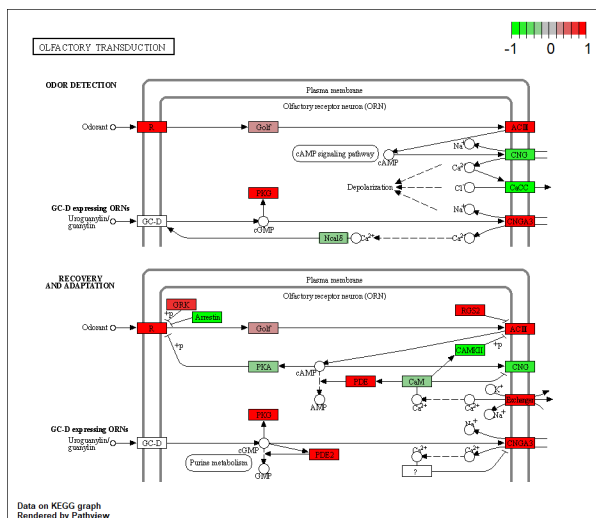 -1 0 1
OLFACTORY TRANSDUCTION
ODOR DETECTION
Plasma membrane
Olfactory receptor neuron (ORN)
Odorant
R
Golf
ACIII
Na+
cAMP signaling pathway
cAMP
CNG
Ca2+
Depolarization
Cl-
CaCC
PKG
Na+
GC-D expressing ORNs
Uroguanylin/
guanylin
GC-D
cGMP
CNGA3
Ncalδ
Ca2+
Ca2+
RECOVERY
AND ADAPTATION
Plasma membrane
Olfactory receptor neuron (ORN)
GRK
+p
Arrestin
RGS2
Odorant
R
Golf
ACIII
+p
+p
CAMKII
PKA
cAMP
CNG
PDE
CaM
K+
AMP
Ca2+
Ca2+
Na+
PKG
Na+
GC-D expressing ORNs
Uroguanylin/
guanylin
GC-D
cGMP
CNGA3
PDE2
Ca2+
Ca2+
Purine metabolism
GMP
?
Data on KEGG graph
Rendered by Pathview